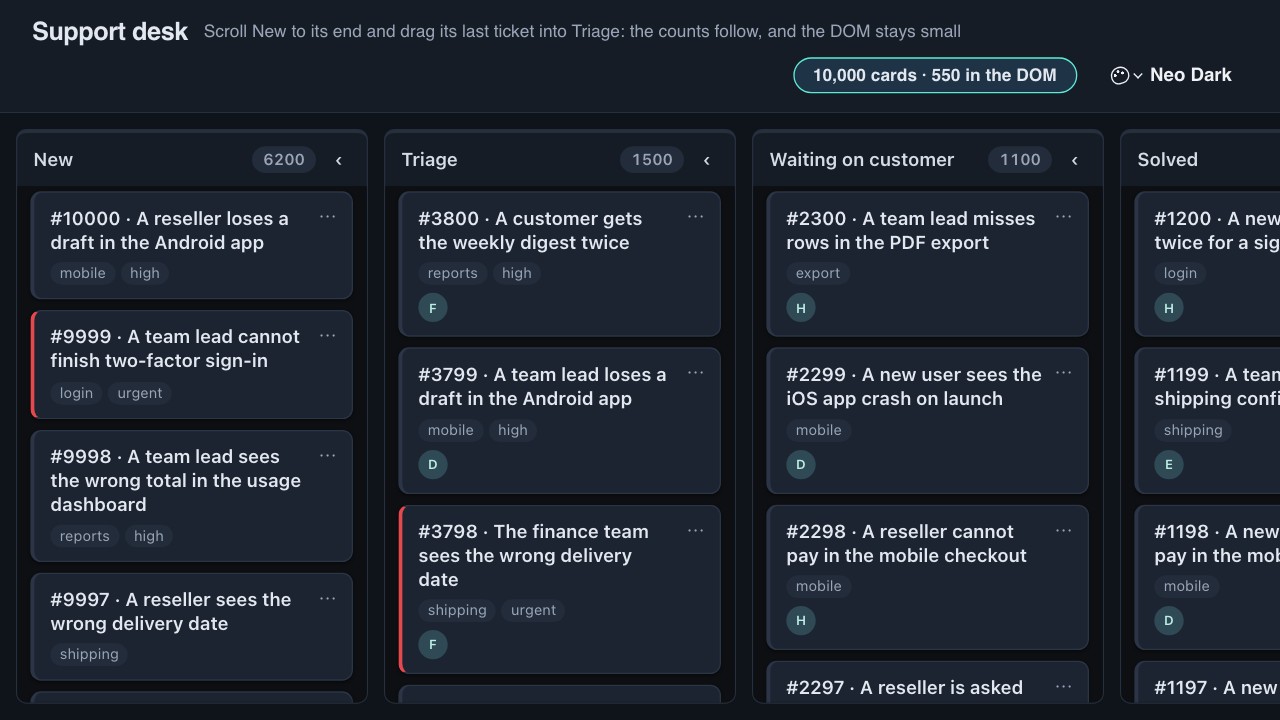 Support desk
Scroll New to its end and drag its last ticket into Triage: the counts follow, and the DOM stays small
10,000 cards · 550 in the DOM
Neo Dark
New
6200
#10000 · A reseller loses a
draft in the Android app
mobile
high
#9999 · A team lead cannot
finish two-factor sign-in
login
urgent
#9998 · A team lead sees
the wrong total in the usage
dashboard
reports
high
#9997 · A reseller sees the
wrong delivery date
shipping
Triage
1500
#3800 · A customer gets
the weekly digest twice
reports
high
F
#3799 · A team lead loses a
draft in the Android app
mobile
high
D
#3798 · The finance team
sees the wrong delivery
date
shipping
urgent
F
Waiting on customer
1100
#2300 · A team lead misses
rows in the PDF export
export
H
#2299 · A new user sees the
iOS app crash on launch
mobile
D
#2298 · A reseller cannot
pay in the mobile checkout
mobile
H
#2297 · A reseller is asked
Solved
#1200 · A new
twice for a sig
login
H
#1199 · A team
shipping confi
shipping
E
#1198 · A new
pay in the mob
mobile
D
#1197 · A new